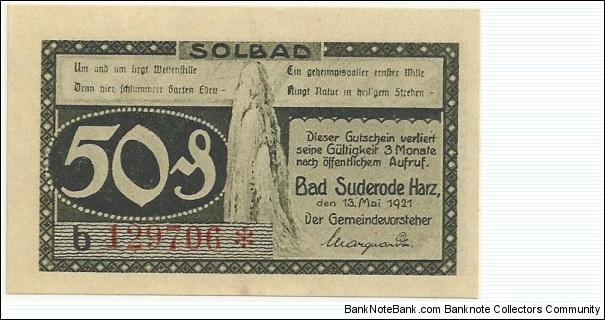 SOLBAD
Um und um liegt Weltenstille
Denn hier schlummert Garten Eden -
Ein geheimnisvoller ernster Wille
Ringt Natur in heil'gem Streben -
50 ₰
Dieser Gutschein verliert
seine Gültigkeit 3 Monate
nach öffentlichem Aufruf.
Bad Suderode Harz,
den 13. Mai 1921
Der Gemeindevorsteher
b 129706 *
BankNoteBank.com Banknote Collectors Community